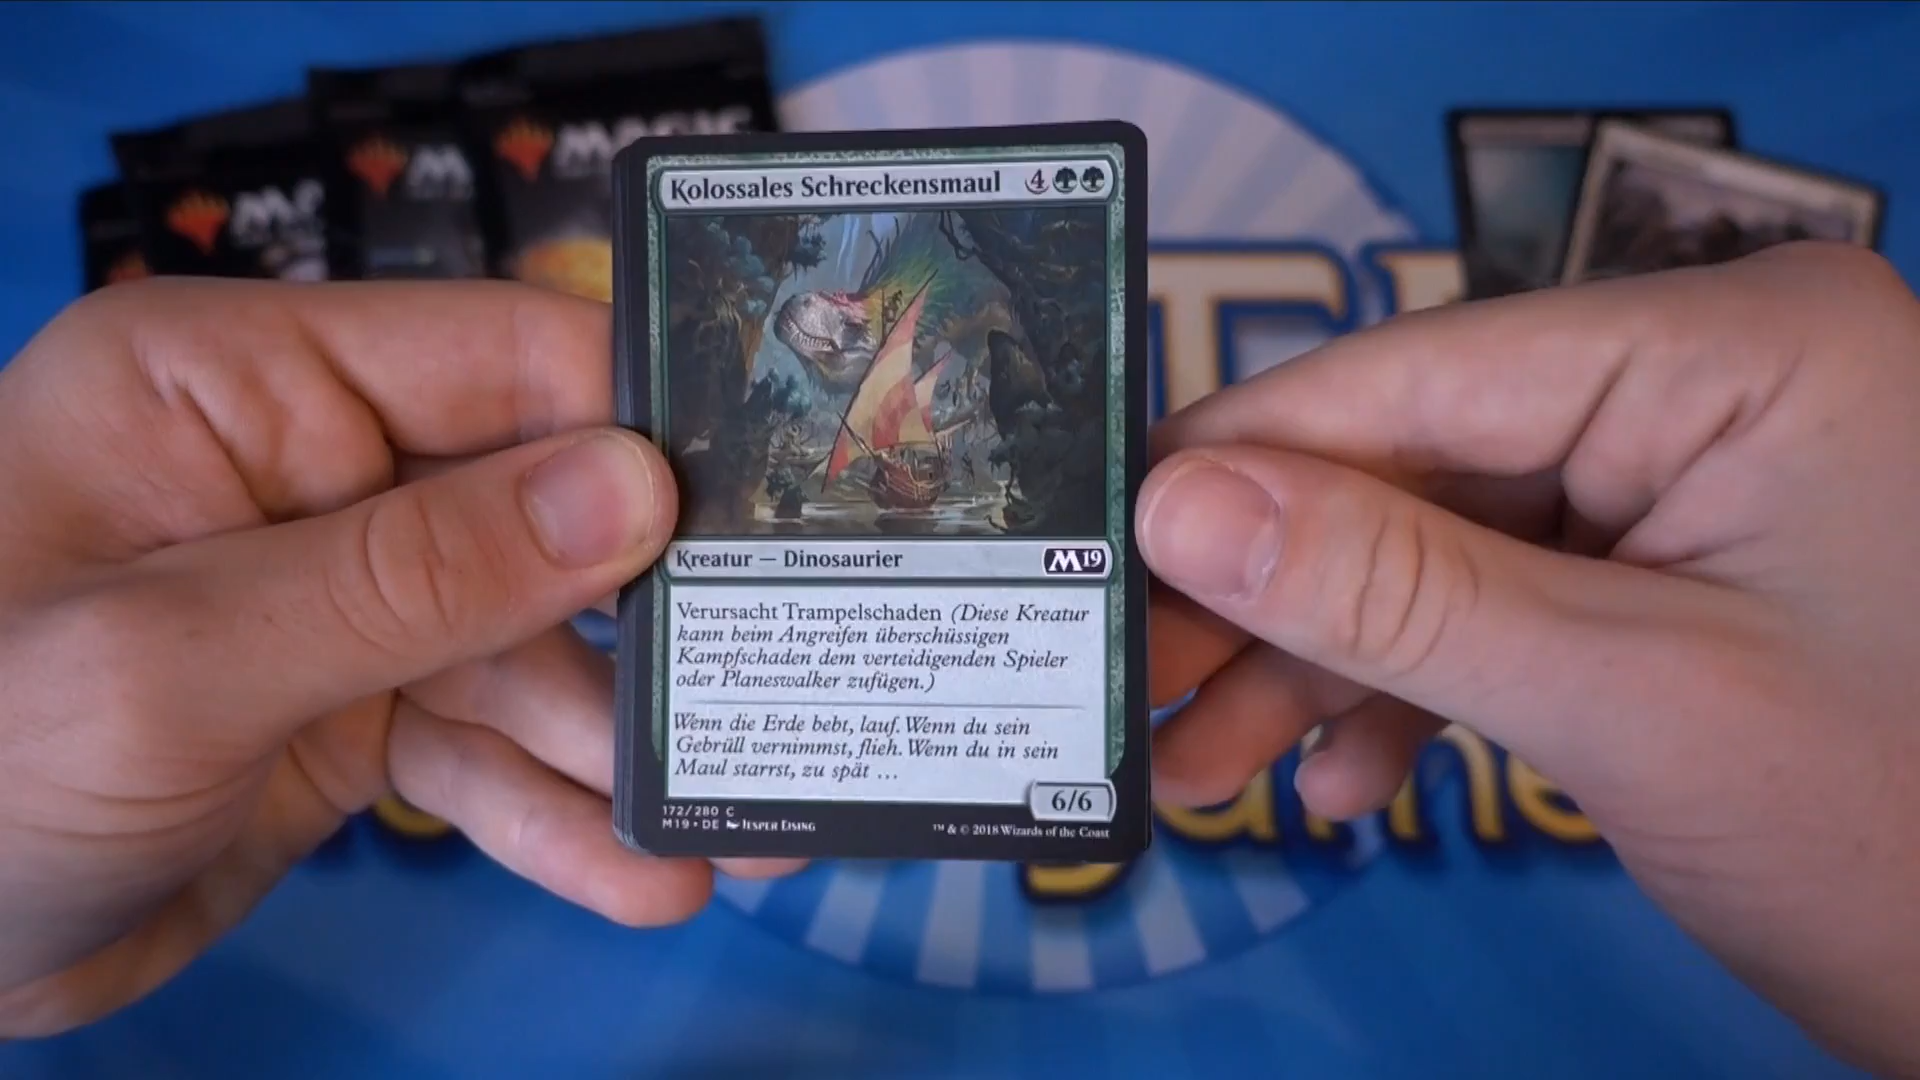 MAGIC
Kolossales Schreckensmaul 4
Kreatur — Dinosaurier
M19
Verursacht Trampelschaden (Diese Kreatur
kann beim Angreifen überschüssigen
Kampfschaden dem verteidigenden Spieler
oder Planeswalker zufügen.)
Wenn die Erde bebt, lauf. Wenn du sein
Gebrüll vernimmst, flieh. Wenn du in sein
Maul starrst, zu spät ...
6/6
172/280 C
M19 • DE JESPER EJSING
™ & © 2018 Wizards of the Coast